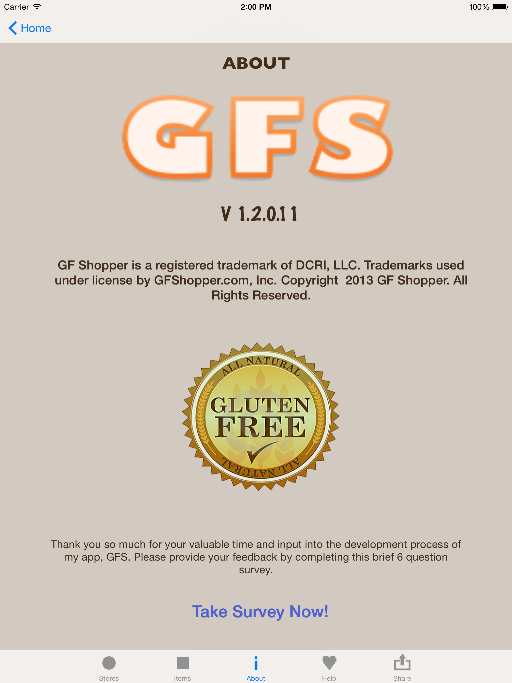 Carrier 2:00 PM 100%
Home
ABOUT
GFS
V 1.2.0.1 1
GF Shopper is a registered trademark of DCRI, LLC. Trademarks used
under license by GFShopper.com, Inc. Copyright 2013 GF Shopper. All
Rights Reserved.
ALL NATURAL
GLUTEN
FREE
ALL NATURAL
Thank you so much for your valuable time and input into the development process of
my app, GFS. Please provide your feedback by completing this brief 6 question
survey.
Take Survey Now!
Stores Items About Help Share